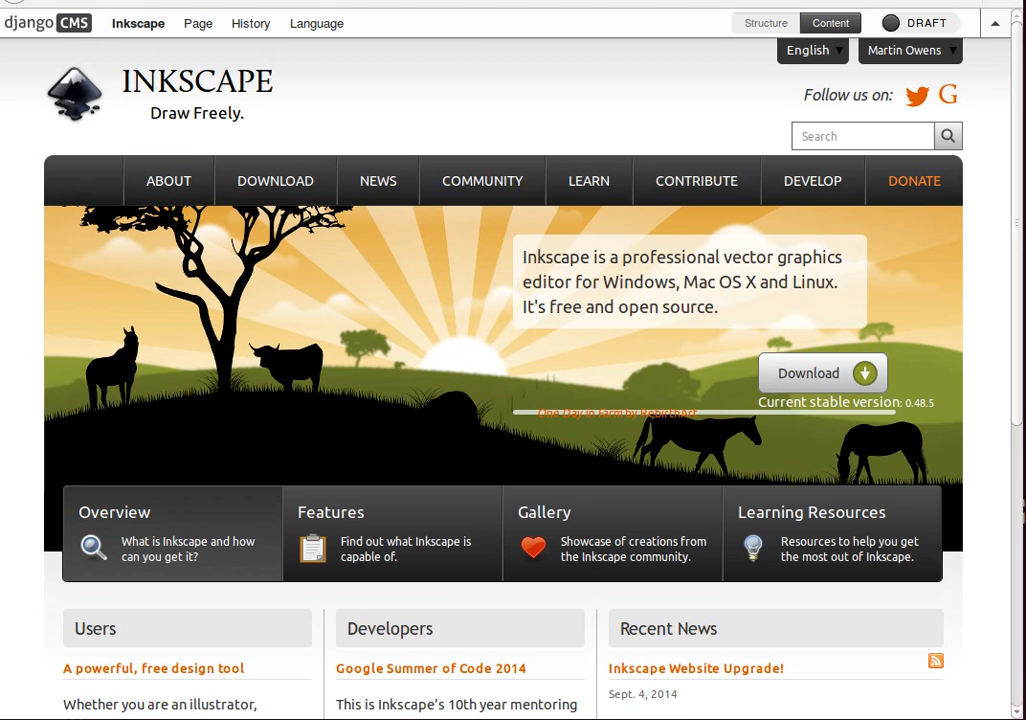 django CMS Inkscape Page History Language Structure Content DRAFT
English Martin Owens
INKSCAPE
Draw Freely.
Follow us on: G
Search
ABOUT DOWNLOAD NEWS COMMUNITY LEARN CONTRIBUTE DEVELOP DONATE
Inkscape is a professional vector graphics
editor for Windows, Mac OS X and Linux.
It's free and open source.
Download
Current stable version: 0.48.5
One Day in Farm by RebirthArt
Overview
What is Inkscape and how
can you get it?
Features
Find out what Inkscape is
capable of.
Gallery
Showcase of creations from
the Inkscape community.
Learning Resources
Resources to help you get
the most out of Inkscape.
Users
A powerful, free design tool
Whether you are an illustrator,
Developers
Google Summer of Code 2014
This is Inkscape's 10th year mentoring
Recent News
Inkscape Website Upgrade!
Sept. 4, 2014